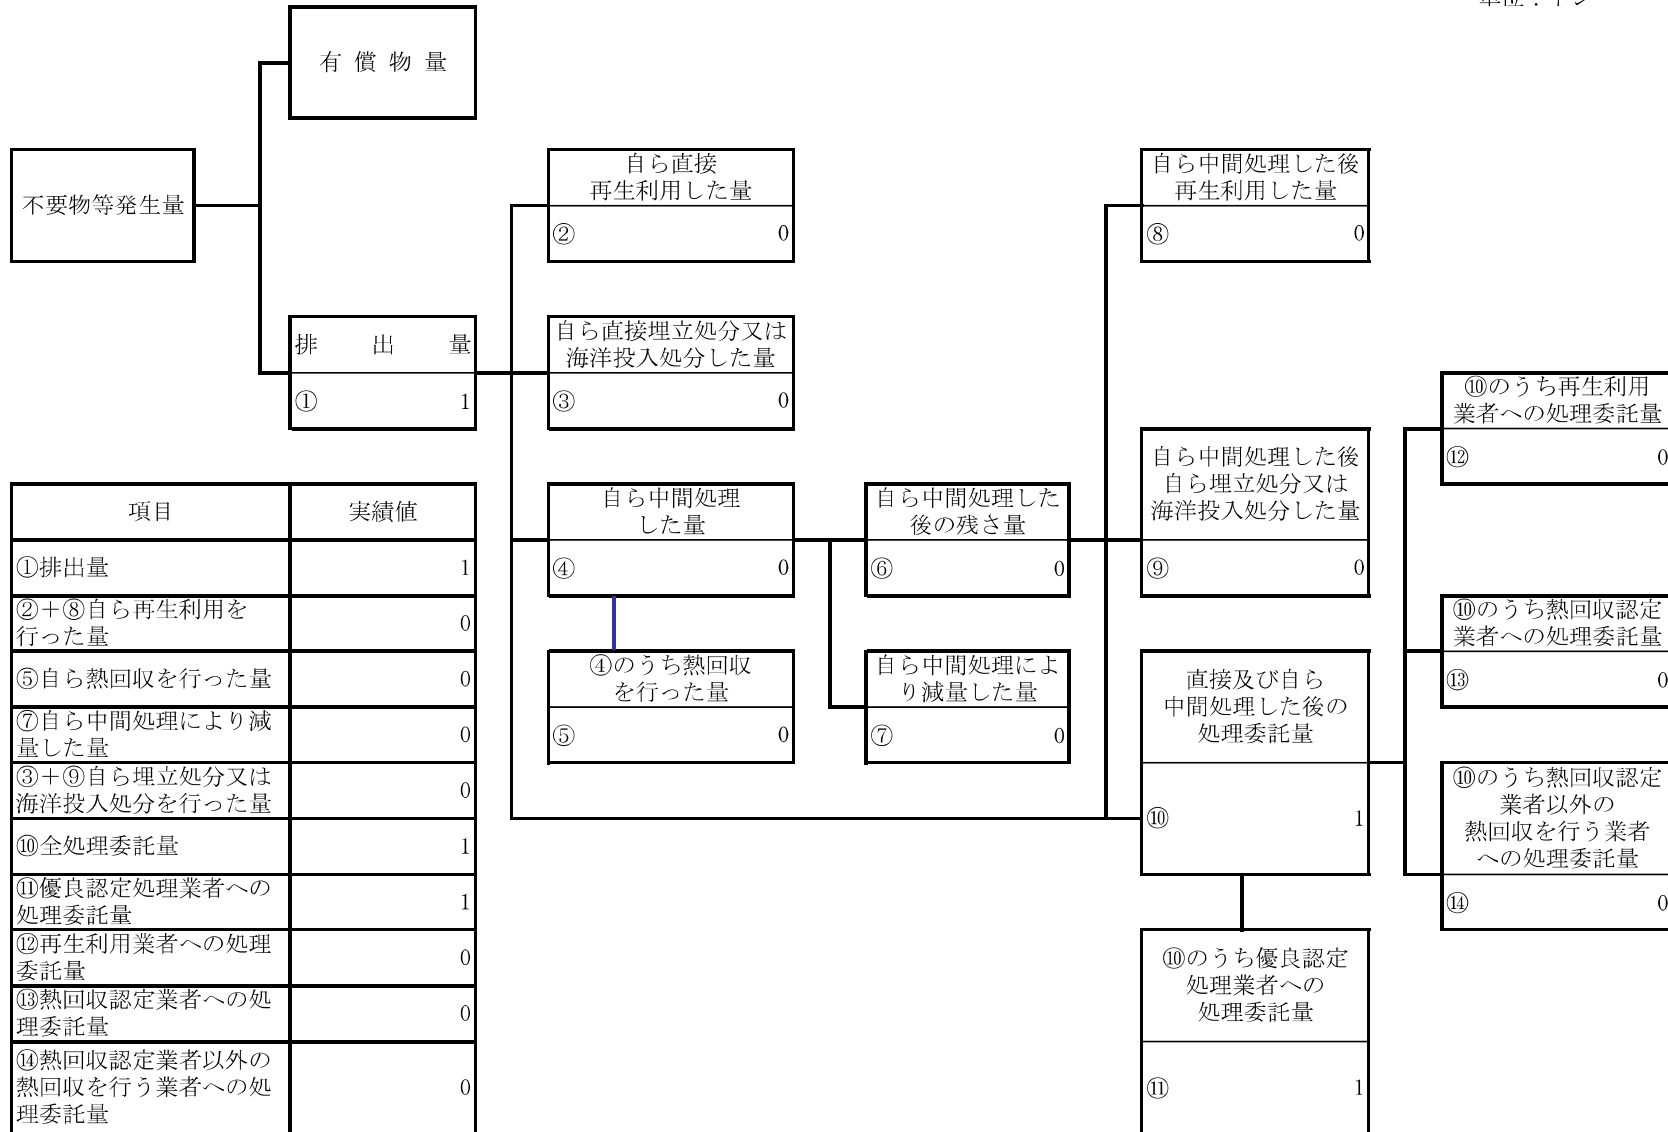 有償物量
不要物等発生量
自ら直接
再生利用した量
② 0
自ら中間処理した後
再生利用した量
⑧ 0
排出量
① 1
自ら直接埋立処分又は
海洋投入処分した量
③ 0
⑩のうち再生利用
業者への処理委託量
⑫ 0
自ら中間処理した後
自ら埋立処分又は
海洋投入処分した量
⑨ 0
自ら中間処理
した量
④ 0
自ら中間処理した
後の残さ量
⑥ 0
⑩のうち熱回収認定
業者への処理委託量
⑬ 0
④のうち熱回収
を行った量
⑤ 0
自ら中間処理によ
り減量した量
⑦ 0
直接及び自ら
中間処理した後の
処理委託量
⑩ 1
⑩のうち熱回収認定
業者以外の
熱回収を行う業者
への処理委託量
⑭ 0
⑩のうち優良認定
処理業者への
処理委託量
⑪ 1
項目 実績値
①排出量 1
②+⑧自ら再生利用を
行った量 0
⑤自ら熱回収を行った量 0
⑦自ら中間処理により減
量した量 0
③+⑨自ら埋立処分又は
海洋投入処分を行った量 0
⑩全処理委託量 1
⑪優良認定処理業者への
処理委託量 1
⑫再生利用業者への処理
委託量 0
⑬熱回収認定業者への処
理委託量 0
⑭熱回収認定業者以外の
熱回収を行う業者への処
理委託量 0